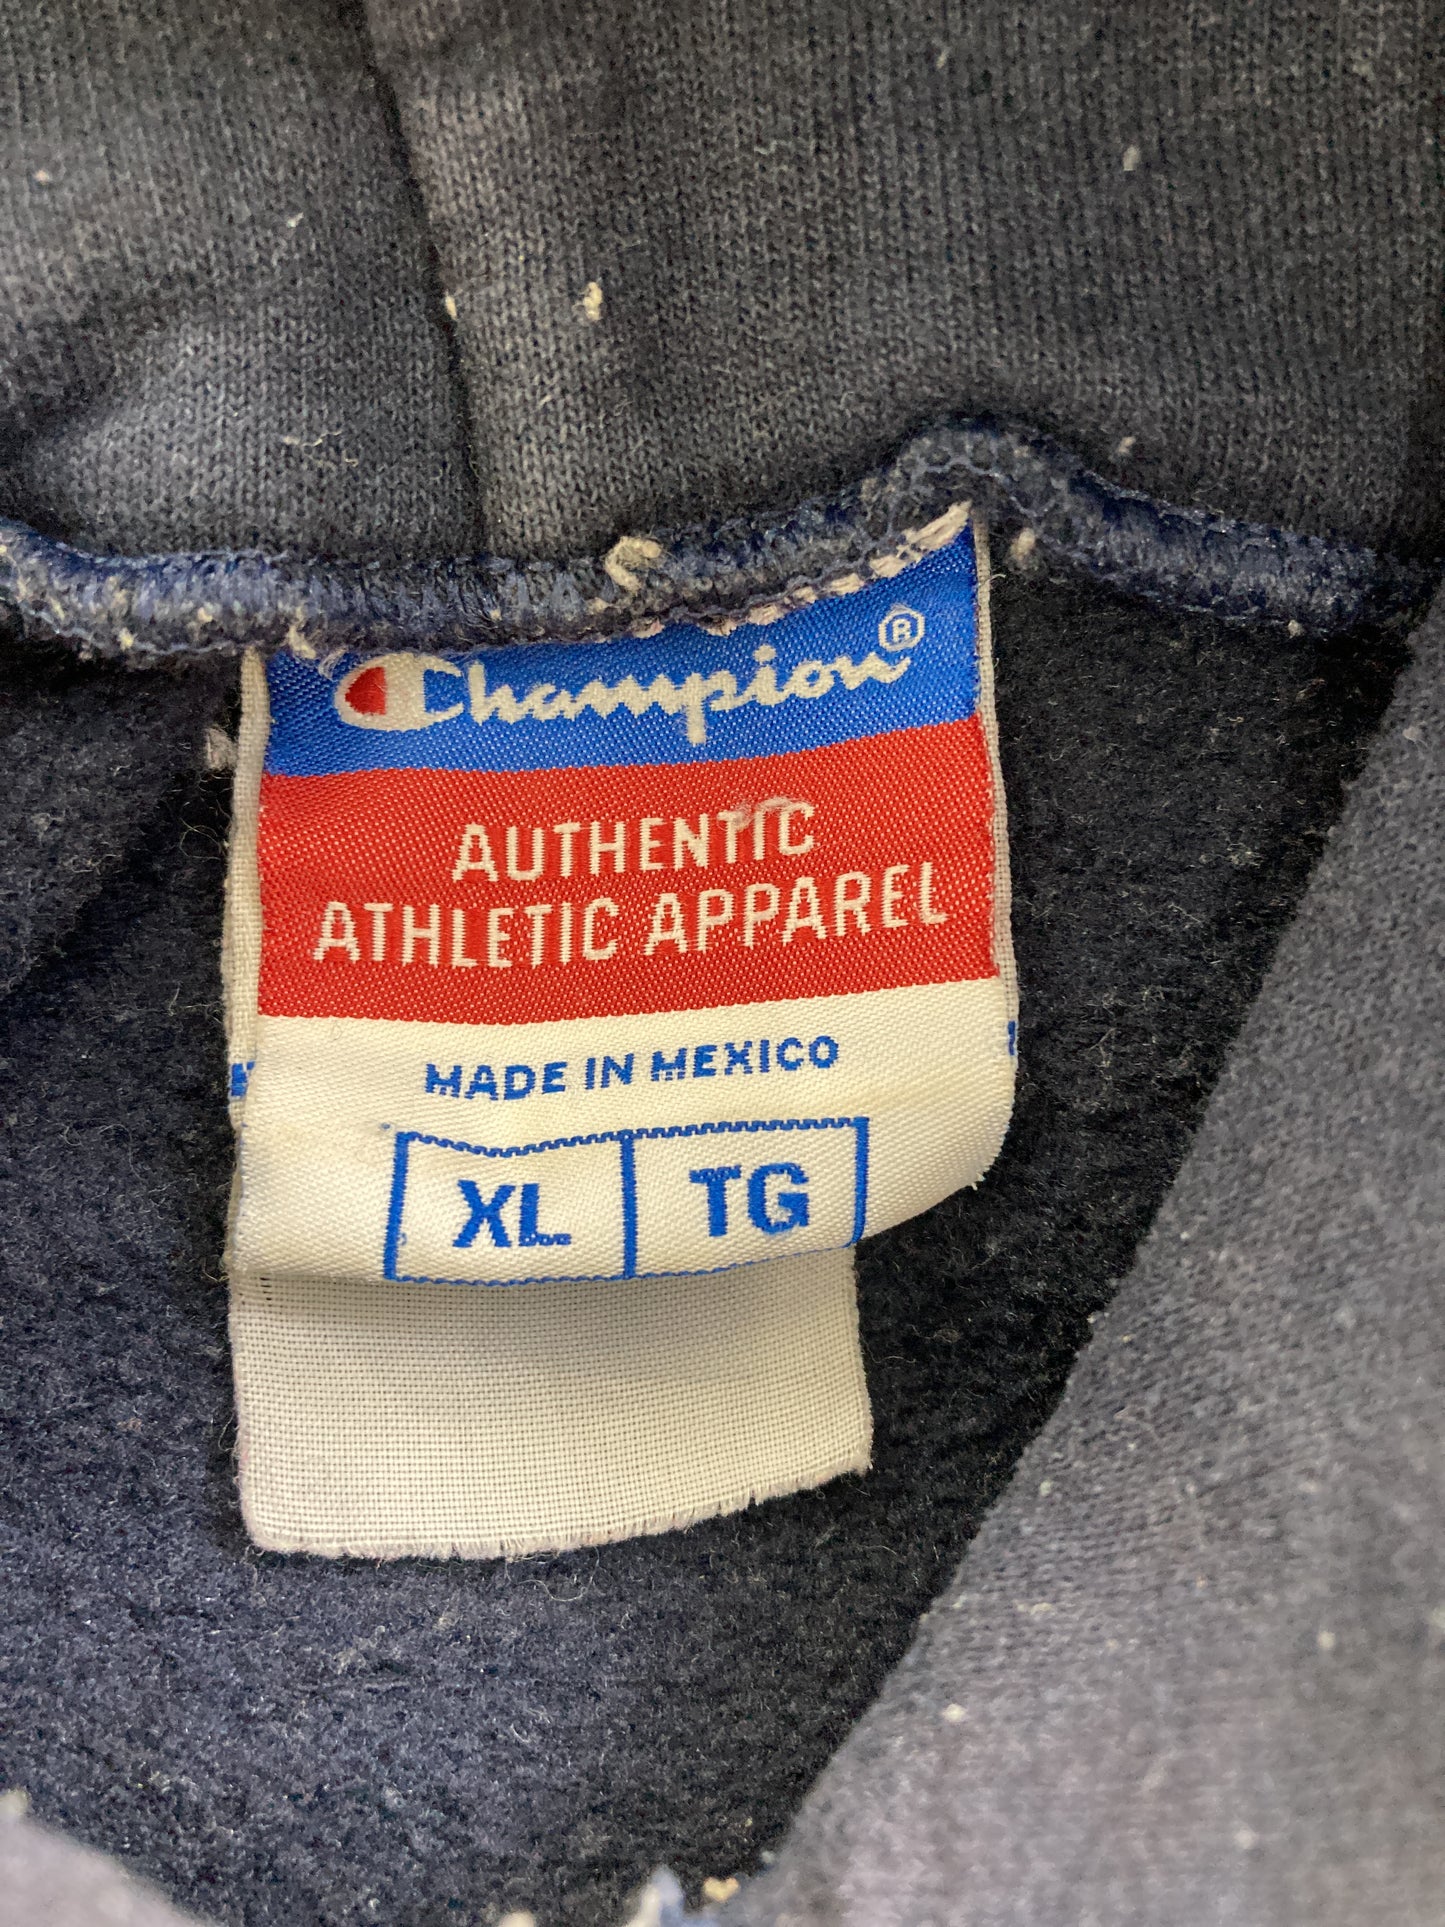 Champion®
AUTHENTIC
ATHLETIC APPAREL
MADE IN MEXICO
XL TG